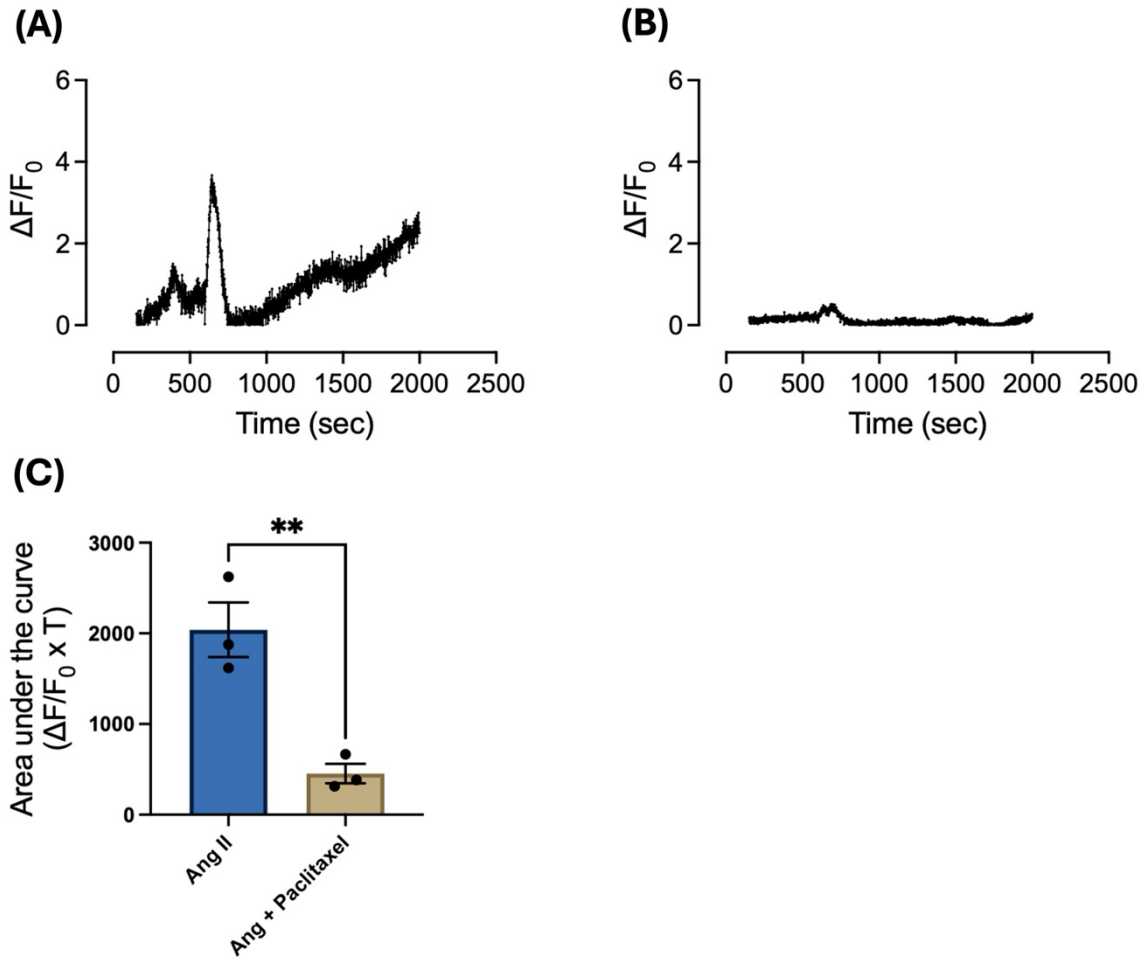 (A)
6
4
2
0
ΔF/F0
0 500 1000 1500 2000 2500
Time (sec)
(B)
6
4
2
0
ΔF/F0
0 500 1000 1500 2000 2500
Time (sec)
(C)
**
3000
2000
1000
0
Area under the curve
(ΔF/F0 x T)
Ang II
Ang + Paclitaxel